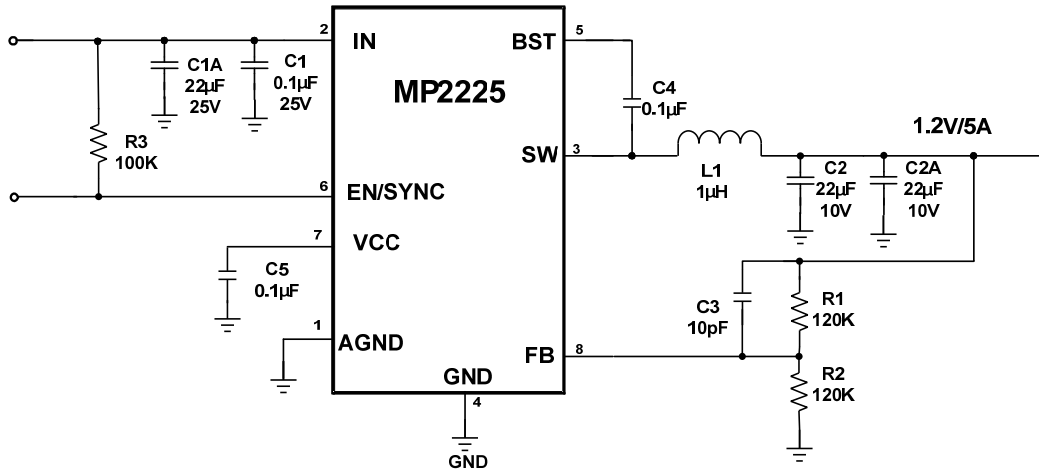 2
IN
C1A
22µF
25V
C1
0.1µF
25V
R3
100K
6
EN/SYNC
7
VCC
C5
0.1µF
1
AGND
MP2225
GND
4
GND
5
BST
C4
0.1µF
SW
3
L1
1µH
1.2V/5A
C2
22µF
10V
C2A
22µF
10V
C3
10pF
R1
120K
FB
8
R2
120K